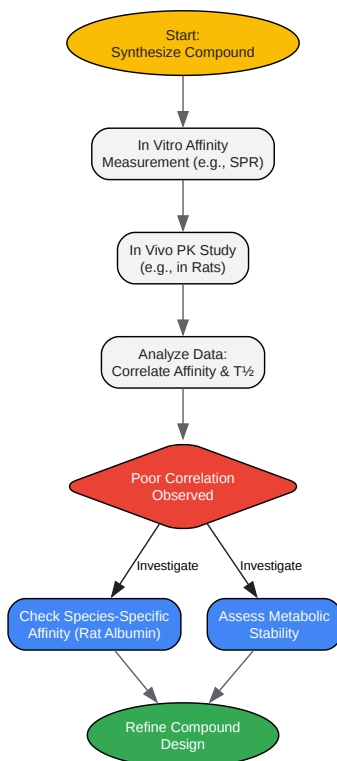 Start:
Synthesize Compound
In Vitro Affinity
Measurement (e.g., SPR)
In Vivo PK Study
(e.g., in Rats)
Analyze Data:
Correlate Affinity & T½
Poor Correlation
Observed
Investigate
Investigate
Check Species-Specific
Affinity (Rat Albumin)
Assess Metabolic
Stability
Refine Compound
Design